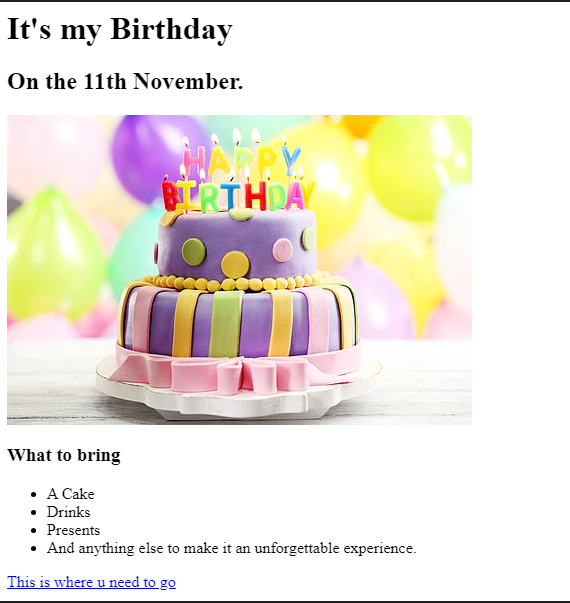 It's my Birthday
On the 11th November.
HAPPY
BIRTHDAY
What to bring
A Cake
Drinks
Presents
And anything else to make it an unforgettable experience.
This is where u need to go